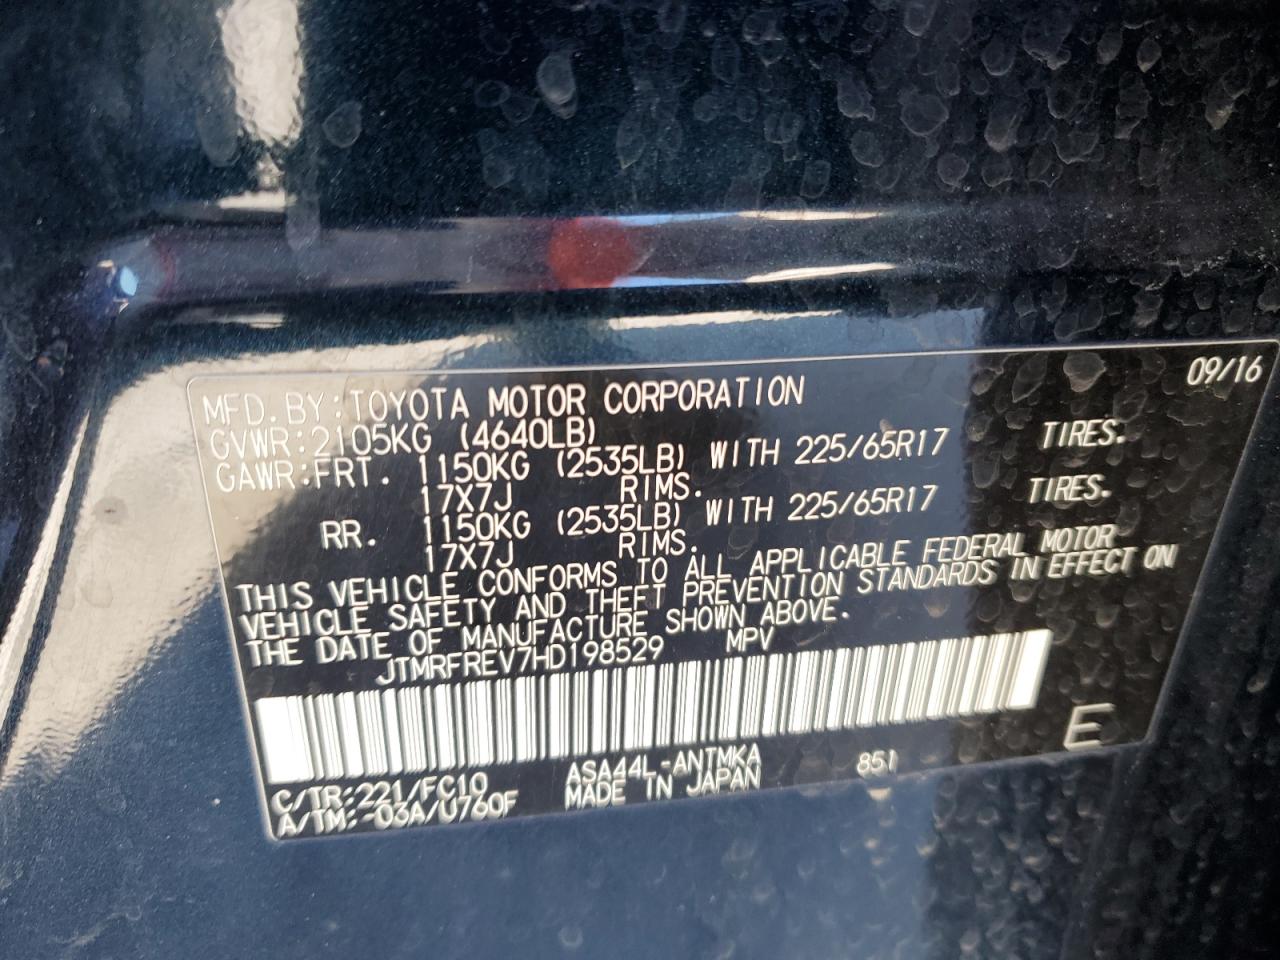 09/16
MFD.BY:TOYOTA MOTOR CORPORATION
GVWR:2105KG (4640LB)
GAWR:FRT. 1150KG (2535LB) WITH 225/65R17 TIRES.
17X7J RIMS.
RR. 1150KG (2535LB) WITH 225/65R17 TIRES.
17X7J RIMS.
THIS VEHICLE CONFORMS TO ALL APPLICABLE FEDERAL MOTOR
VEHICLE SAFETY AND THEFT PREVENTION STANDARDS IN EFFECT ON
THE DATE OF MANUFACTURE SHOWN ABOVE.
JTMRFREV7HD198529 MPV
E
C/TR:221/FC10 ASA44L-ANTMKA 851
A/TM:-03A/U760F MADE IN JAPAN